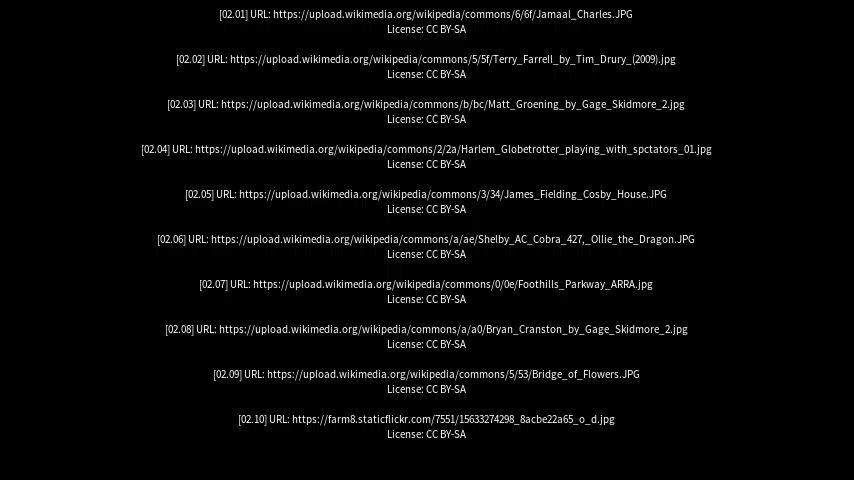 [02.01] URL: https://upload.wikimedia.org/wikipedia/commons/6/6f/Jamaal_Charles.JPG
License: CC BY-SA
[02.02] URL: https://upload.wikimedia.org/wikipedia/commons/5/5f/Terry_Farrell_by_Tim_Drury_(2009).jpg
License: CC BY-SA
[02.03] URL: https://upload.wikimedia.org/wikipedia/commons/b/bc/Matt_Groening_by_Gage_Skidmore_2.jpg
License: CC BY-SA
[02.04] URL: https://upload.wikimedia.org/wikipedia/commons/2/2a/Harlem_Globetrotter_playing_with_spctators_01.jpg
License: CC BY-SA
[02.05] URL: https://upload.wikimedia.org/wikipedia/commons/3/34/James_Fielding_Cosby_House.JPG
License: CC BY-SA
[02.06] URL: https://upload.wikimedia.org/wikipedia/commons/a/ae/Shelby_AC_Cobra_427,_Ollie_the_Dragon.JPG
License: CC BY-SA
[02.07] URL: https://upload.wikimedia.org/wikipedia/commons/0/0e/Foothills_Parkway_ARRA.jpg
License: CC BY-SA
[02.08] URL: https://upload.wikimedia.org/wikipedia/commons/a/a0/Bryan_Cranston_by_Gage_Skidmore_2.jpg
License: CC BY-SA
[02.09] URL: https://upload.wikimedia.org/wikipedia/commons/5/53/Bridge_of_Flowers.JPG
License: CC BY-SA
[02.10] URL: https://farm8.staticflickr.com/7551/15633274298_8acbe22a65_o_d.jpg
License: CC BY-SA